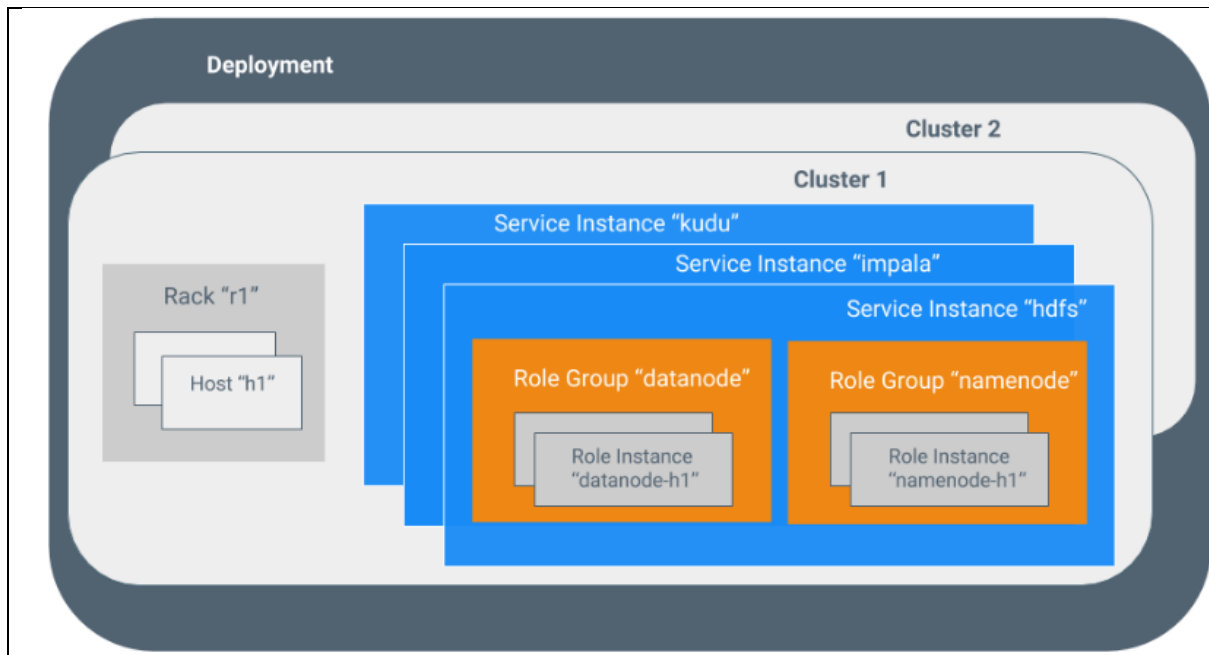 Deployment
Cluster 2
Cluster 1
Service Instance “kudu”
Service Instance “impala”
Service Instance “hdfs”
Rack “r1”
Host “h1”
Role Group “datanode”
Role Instance
“datanode-h1”
Role Group “namenode”
Role Instance
“namenode-h1”